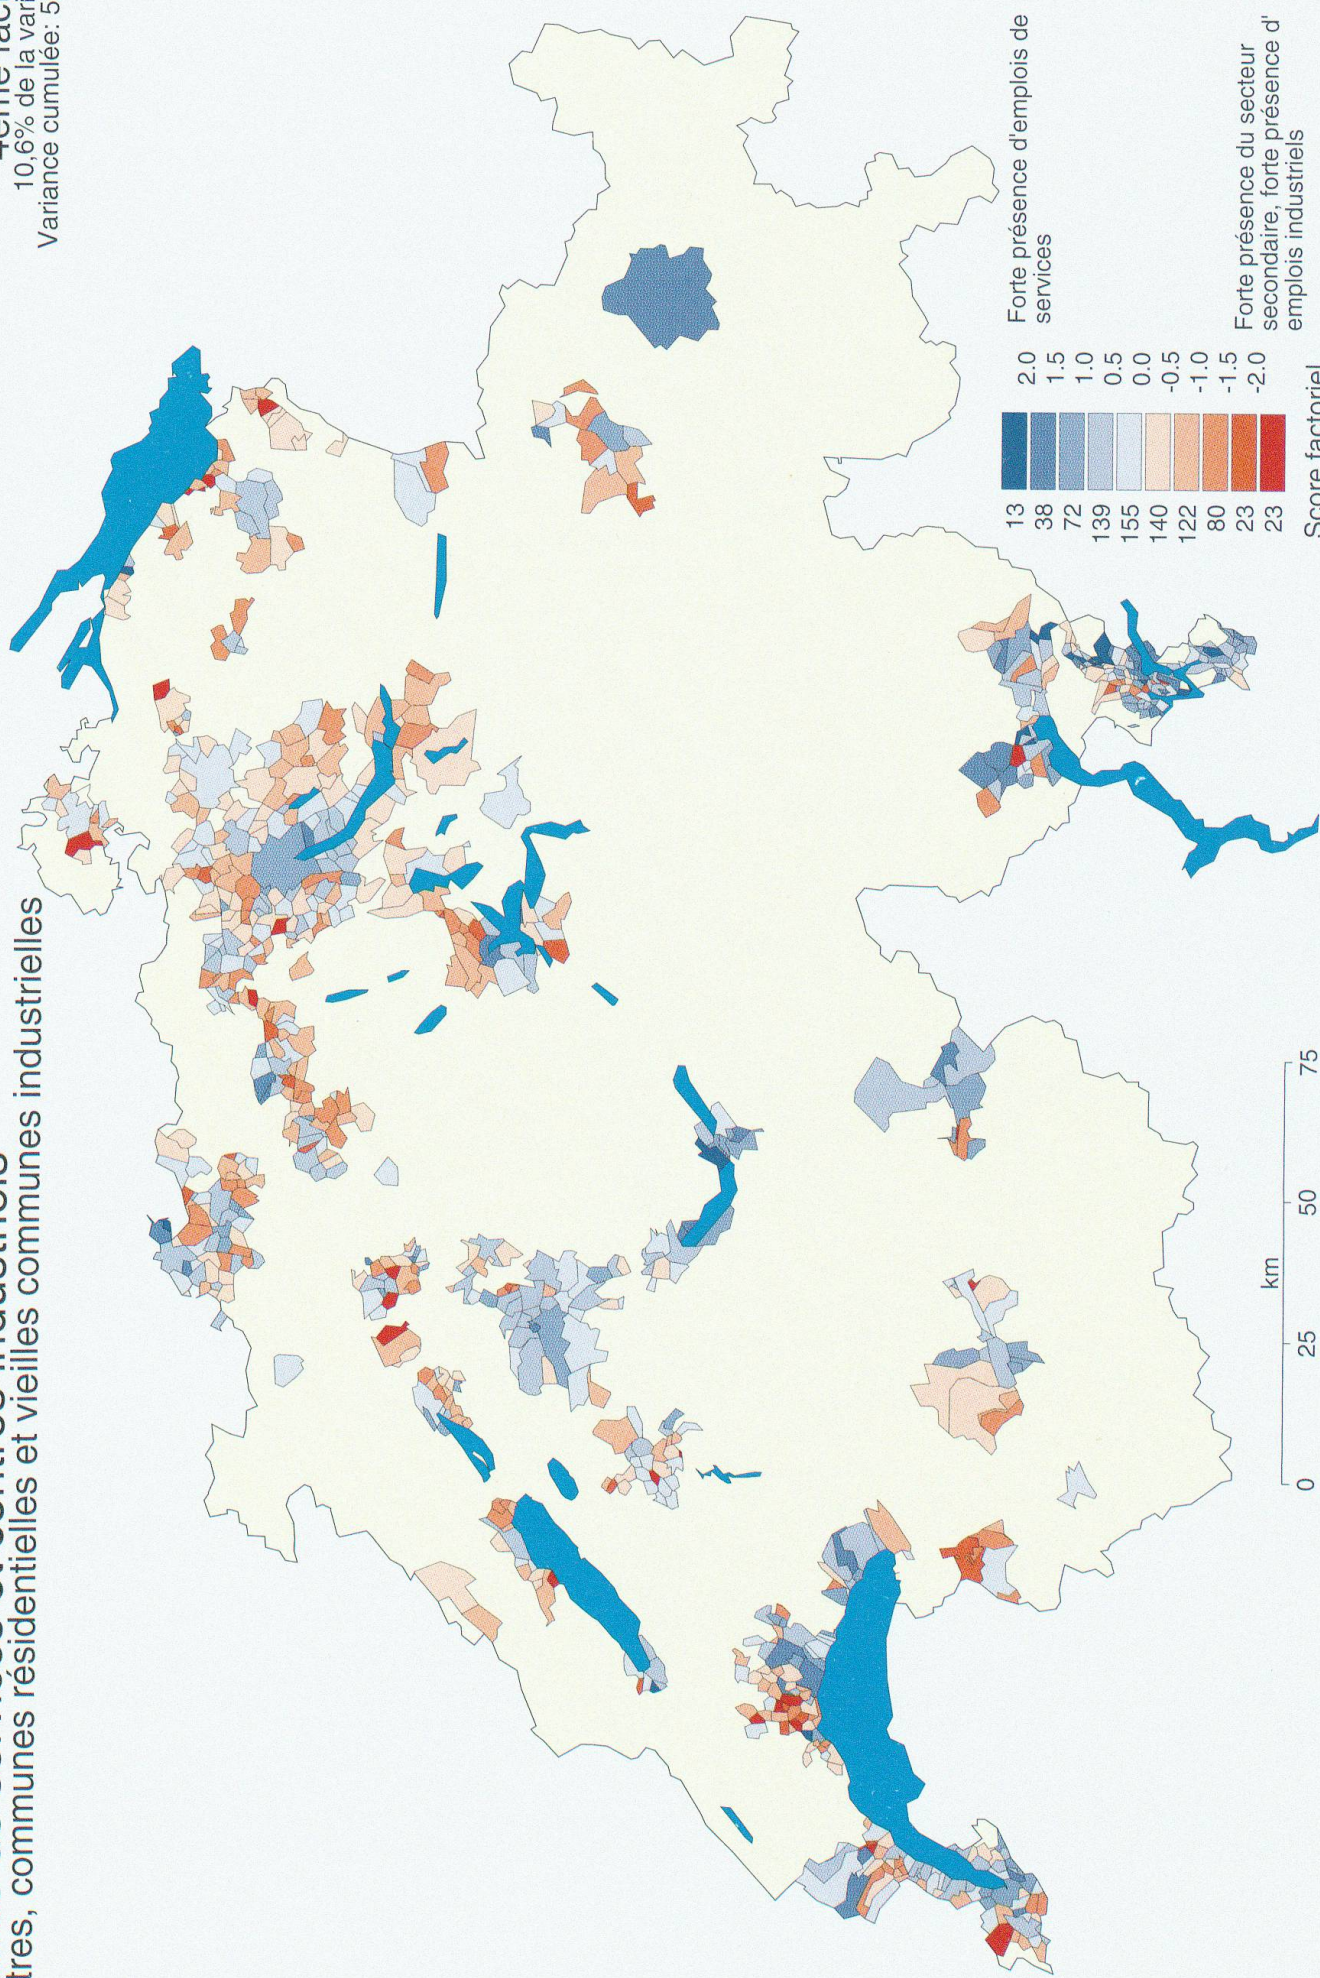 tres, communes résidentielles et vieilles communes industrielles
10,6% de la vari
Variance cumulée: 5
Forte présence d'emplois de
services
Forte présence du secteur
secondaire, forte présence d'
emplois industriels
13
38
72
139
155
140
122
80
23
23
2.0
1.5
1.0
0.5
0.0
-0.5
-1.0
-1.5
-2.0
Score factoriel
0 25 50 75
km